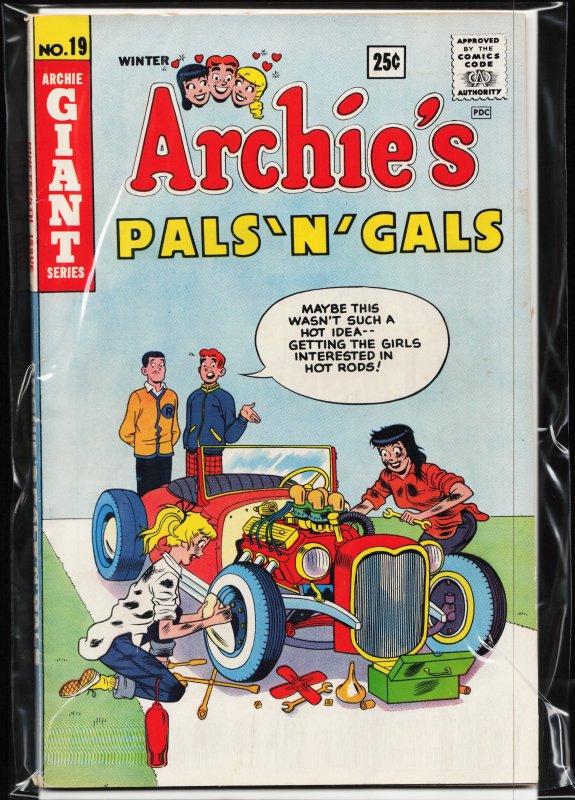 NO.19
ARCHIE
GIANT
SERIES
WINTER
25¢
APPROVED
BY THE
COMICS
CODE
CA
AUTHORITY
PDC
Archie's
PALS 'N' GALS
MAYBE THIS
WASN'T SUCH A
HOT IDEA--
GETTING THE GIRLS
INTERESTED IN
HOT RODS!
R